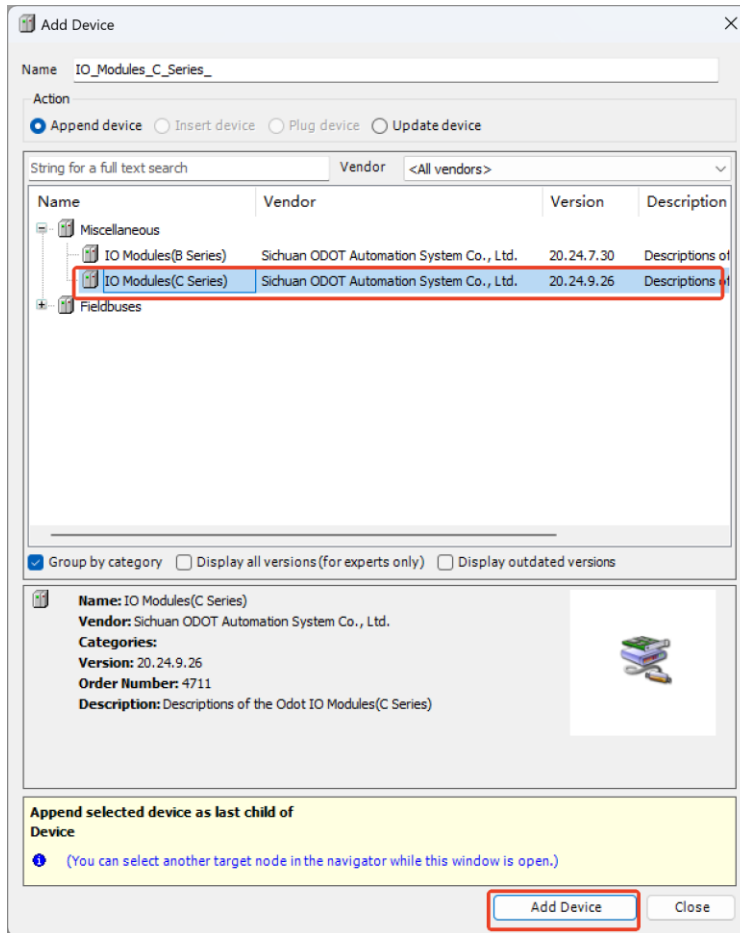 Add Device
Name IO_Modules_C_Series_
Action
Append device Insert device Plug device Update device
String for a full text search Vendor <All vendors>
Name Vendor Version Description
Miscellaneous
IO Modules(B Series) Sichuan ODOT Automation System Co., Ltd. 20.24.7.30 Descriptions of
IO Modules(C Series) Sichuan ODOT Automation System Co., Ltd. 20.24.9.26 Descriptions of
Fieldbuses
Group by category Display all versions(for experts only) Display outdated versions
Name: IO Modules(C Series)
Vendor: Sichuan ODOT Automation System Co., Ltd.
Categories:
Version: 20.24.9.26
Order Number: 4711
Description: Descriptions of the Odot IO Modules(C Series)
Append selected device as last child of
Device
(You can select another target node in the navigator while this window is open.)
Add Device Close